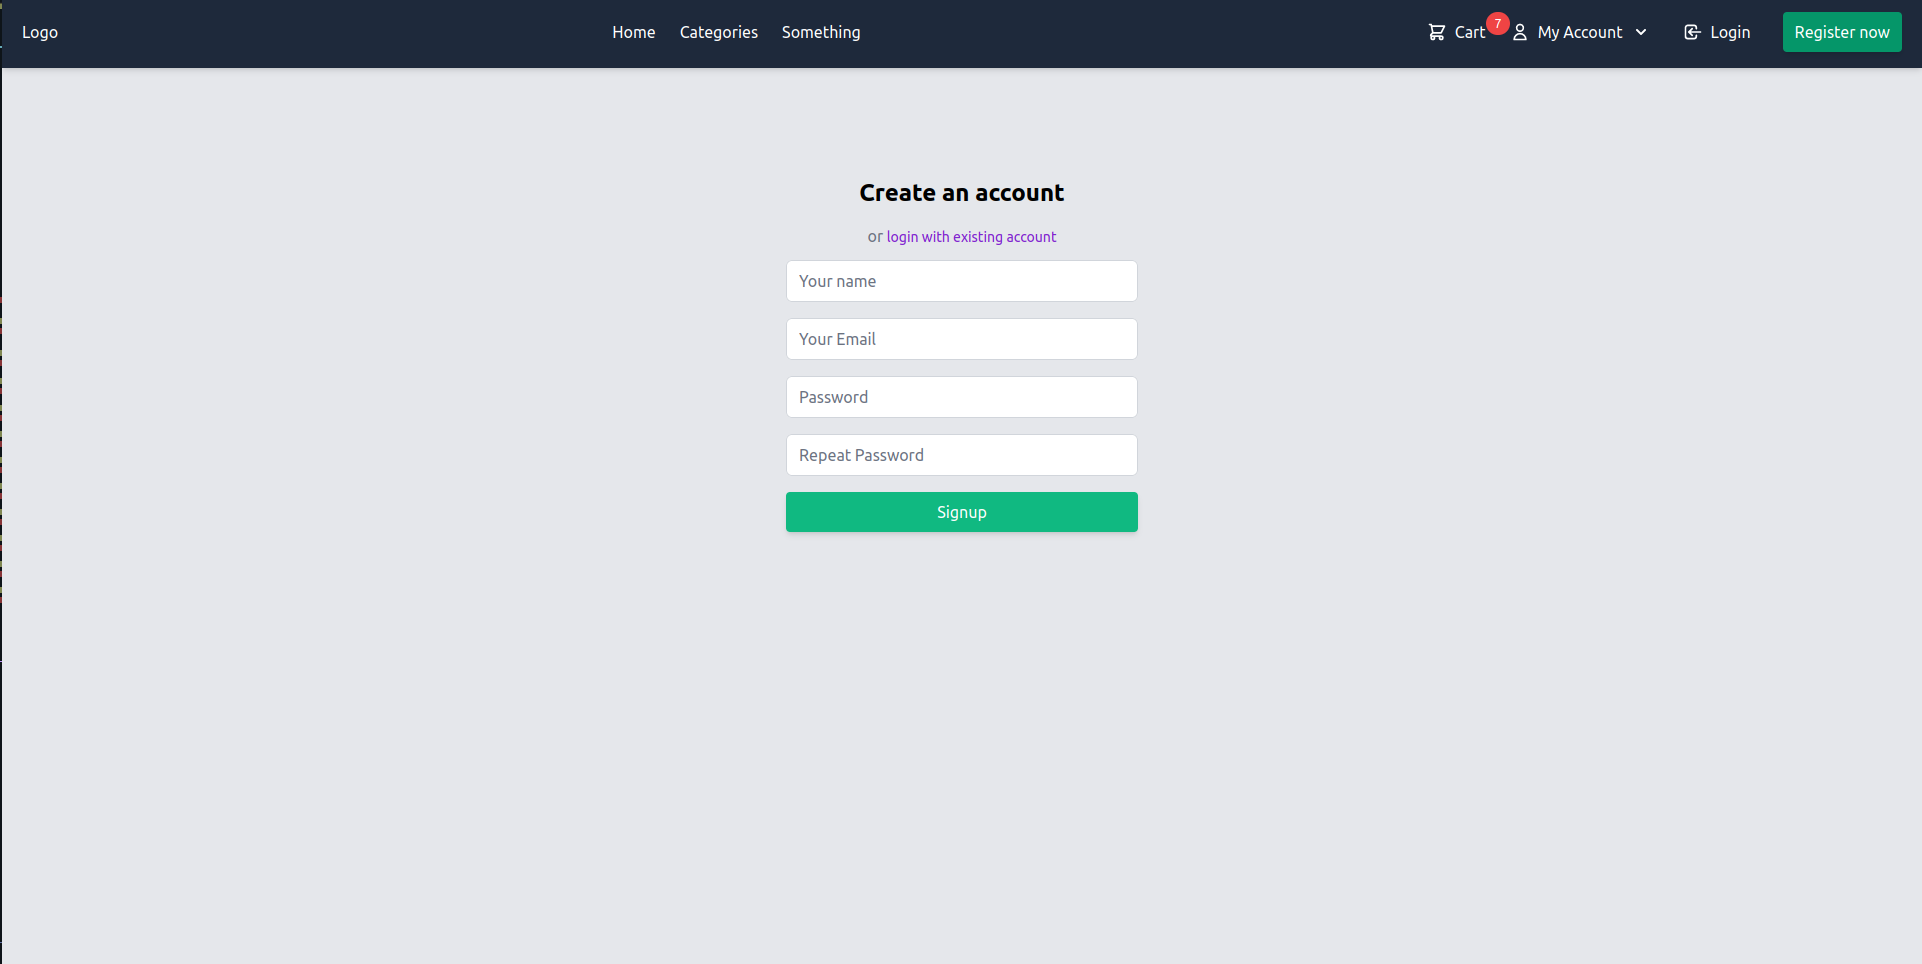 Logo Home Categories Something Cart 7 My Account Login Register now
Create an account
or login with existing account
Your name
Your Email
Password
Repeat Password
Signup